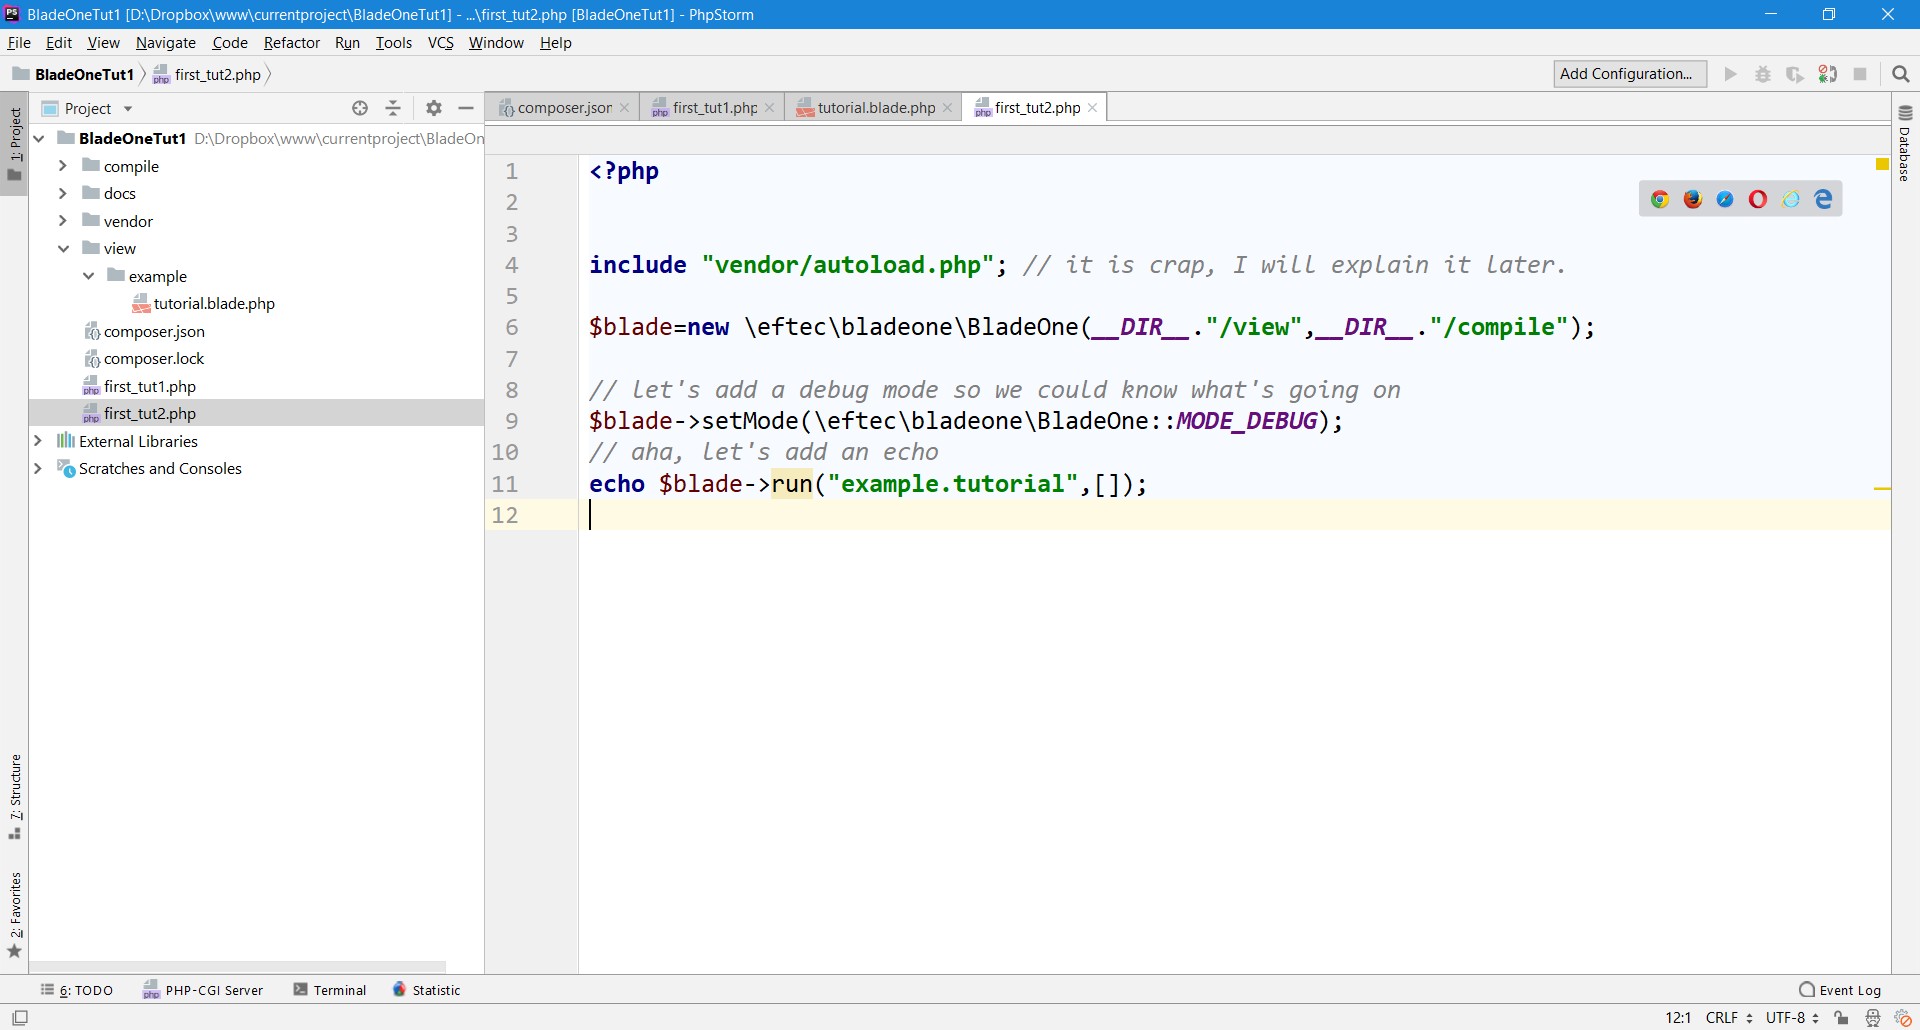 BladeOneTut1 [D:\Dropbox\www\currentproject\BladeOneTut1] - ...\first_tut2.php [BladeOneTut1] - PhpStorm
File Edit View Navigate Code Refactor Run Tools VCS Window Help
BladeOneTut1 first_tut2.php Add Configuration...
1: Project
Project
composer.json first_tut1.php tutorial.blade.php first_tut2.php
Database
BladeOneTut1 D:\Dropbox\www\currentproject\BladeOn
compile
docs
vendor
view
example
tutorial.blade.php
composer.json
composer.lock
first_tut1.php
first_tut2.php
External Libraries
Scratches and Consoles
1 <?php
2
3
4 include "vendor/autoload.php"; // it is crap, I will explain it later.
5
6 $blade=new \eftec\bladeone\BladeOne(__DIR__."/view",__DIR__."/compile");
7
8 // let's add a debug mode so we could know what's going on
9 $blade->setMode(\eftec\bladeone\BladeOne::MODE_DEBUG);
10 // aha, let's add an echo
11 echo $blade->run("example.tutorial",[]);
12
7: Structure
2: Favorites
6: TODO PHP-CGI Server Terminal Statistic Event Log
12:1 CRLF UTF-8